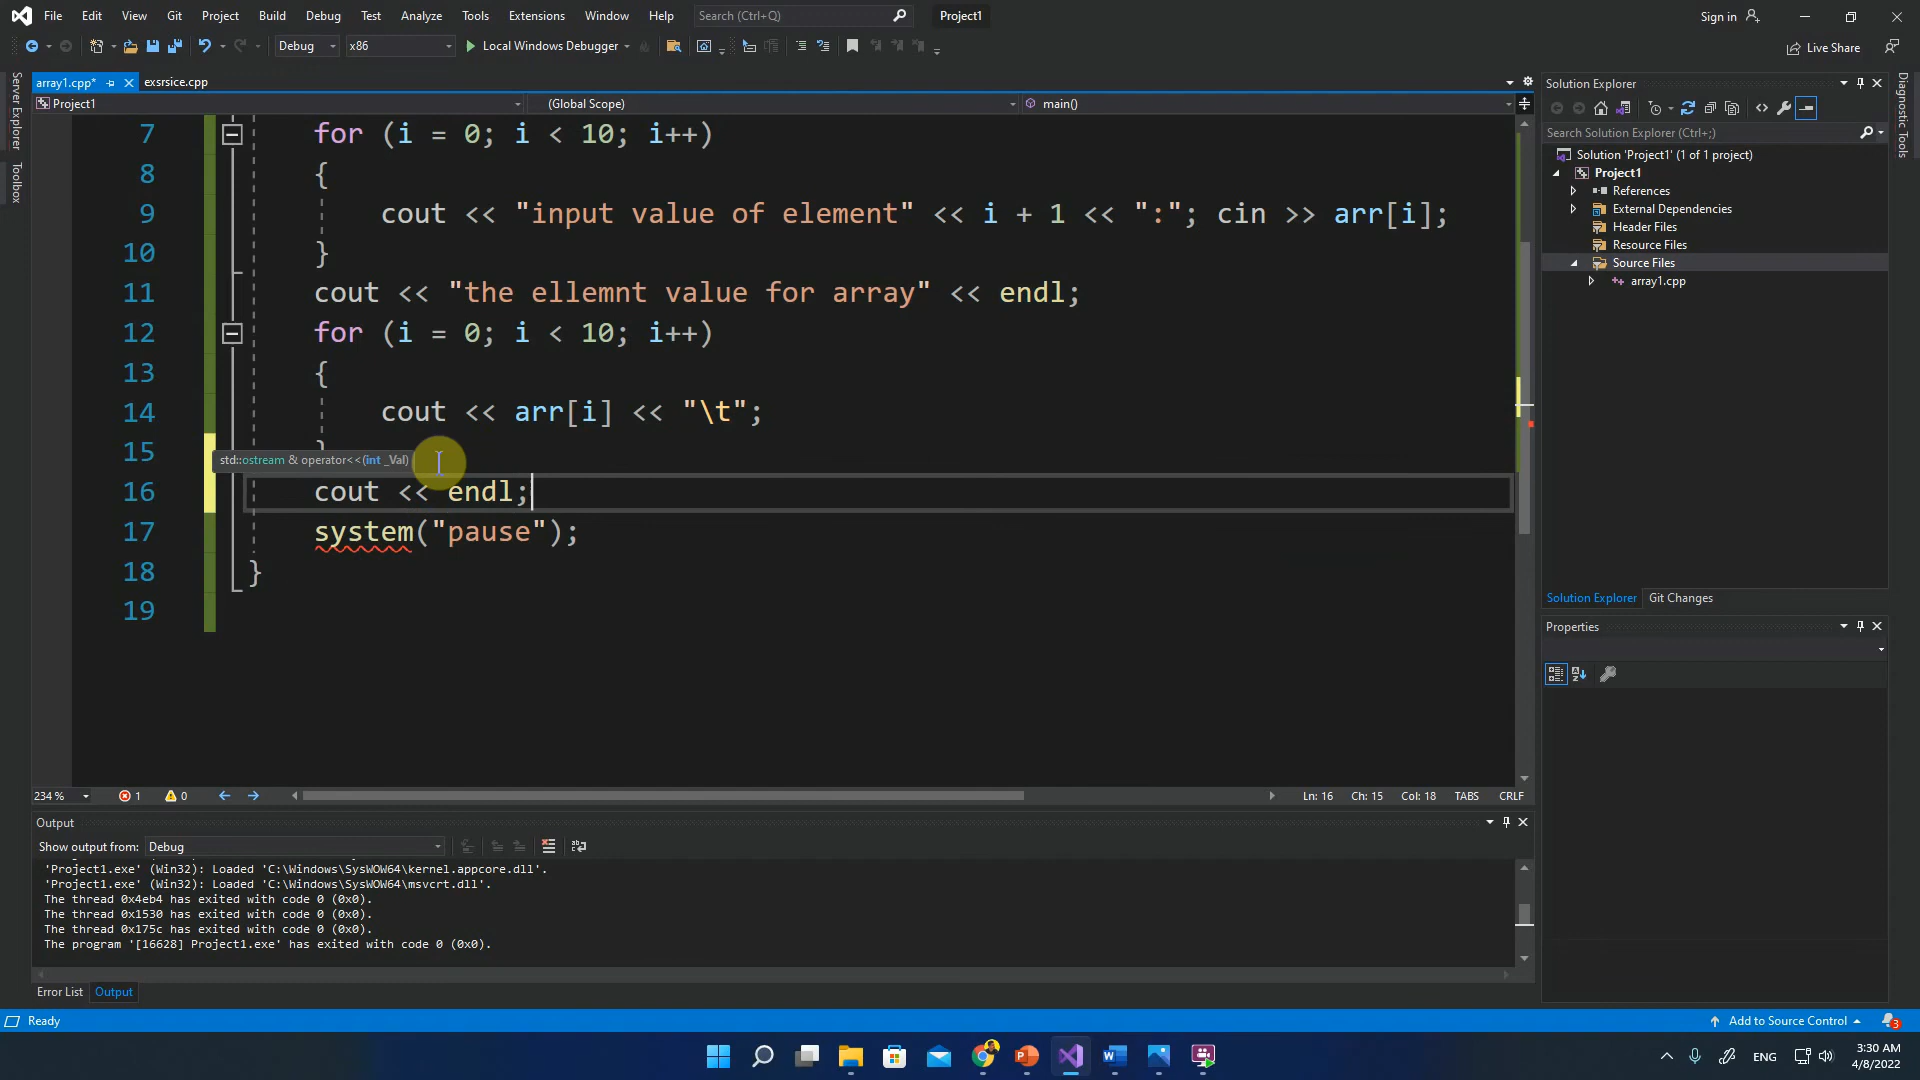 File Edit View Git Project Build Debug Test Analyze Tools Extensions Window Help Search (Ctrl+Q) Project1 Sign in
Debug x86 Local Windows Debugger Live Share
array1.cpp* exsrsice.cpp
Project1 (Global Scope) main()
7 for (i = 0; i < 10; i++)
8 {
9 cout << "input value of element" << i + 1 << ":"; cin >> arr[i];
10 }
11 cout << "the ellemnt value for array" << endl;
12 for (i = 0; i < 10; i++)
13 {
14 cout << arr[i] << "\t";
15 }
std::ostream & operator<<(int _Val)
16 cout << endl;
17 system("pause");
18 }
19
234 % 1 0 Ln: 16 Ch: 15 Col: 18 TABS CRLF
Output
Show output from: Debug
'Project1.exe' (Win32): Loaded 'C:\Windows\SysWOW64\kernel.appcore.dll'.
'Project1.exe' (Win32): Loaded 'C:\Windows\SysWOW64\msvcrt.dll'.
The thread 0x4eb4 has exited with code 0 (0x0).
The thread 0x1530 has exited with code 0 (0x0).
The thread 0x175c has exited with code 0 (0x0).
The program '[16628] Project1.exe' has exited with code 0 (0x0).
Error List Output
Server Explorer
Toolbox
Solution Explorer
Search Solution Explorer (Ctrl+;)
Solution 'Project1' (1 of 1 project)
Project1
References
External Dependencies
Header Files
Resource Files
Source Files
array1.cpp
Solution Explorer Git Changes
Properties
Diagnostic Tools
Ready Add to Source Control 3
ENG 3:30 AM
4/8/2022